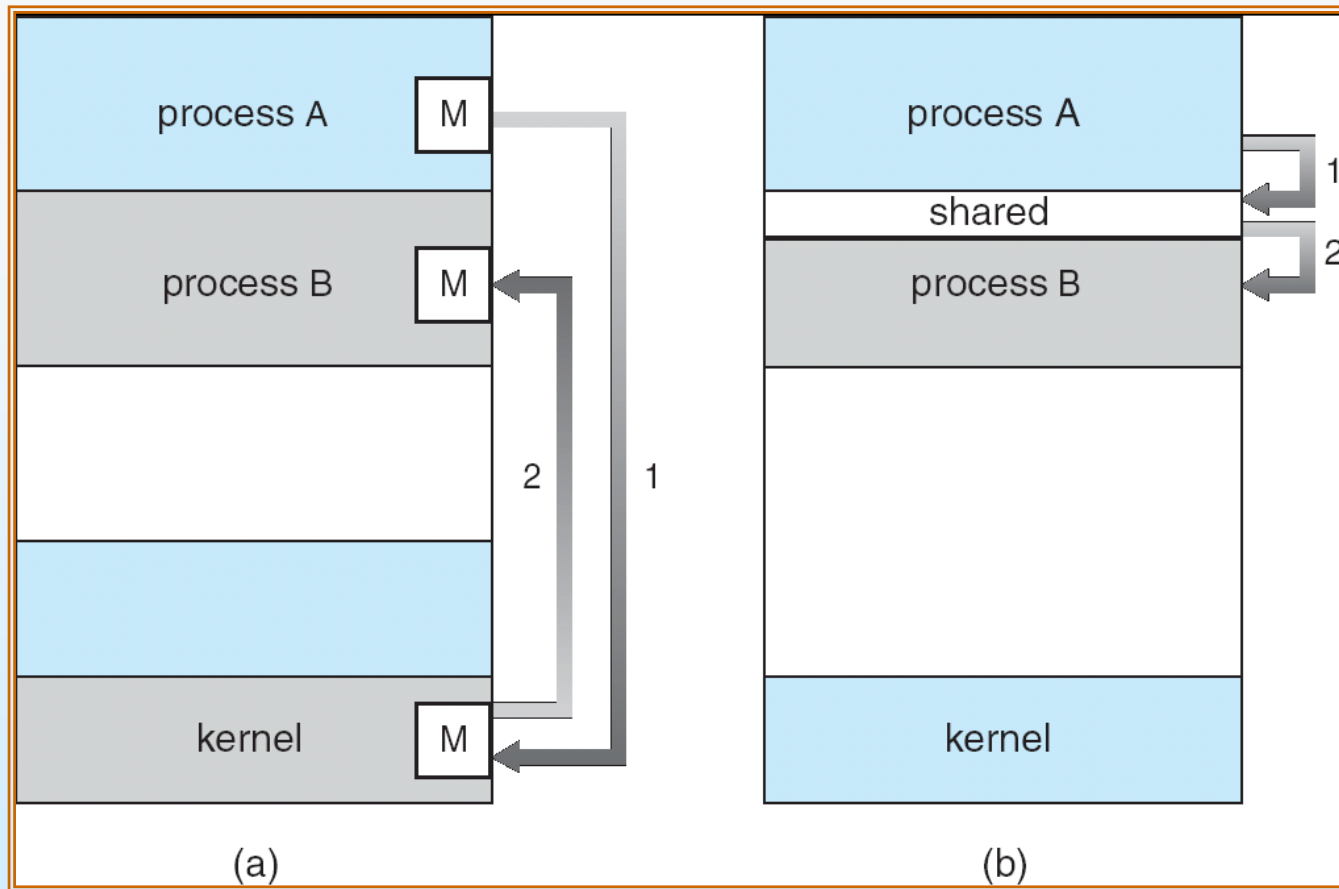 process A
M
process B
M
2
1
kernel
M
(a)
process A
1
shared
2
process B
kernel
(b)